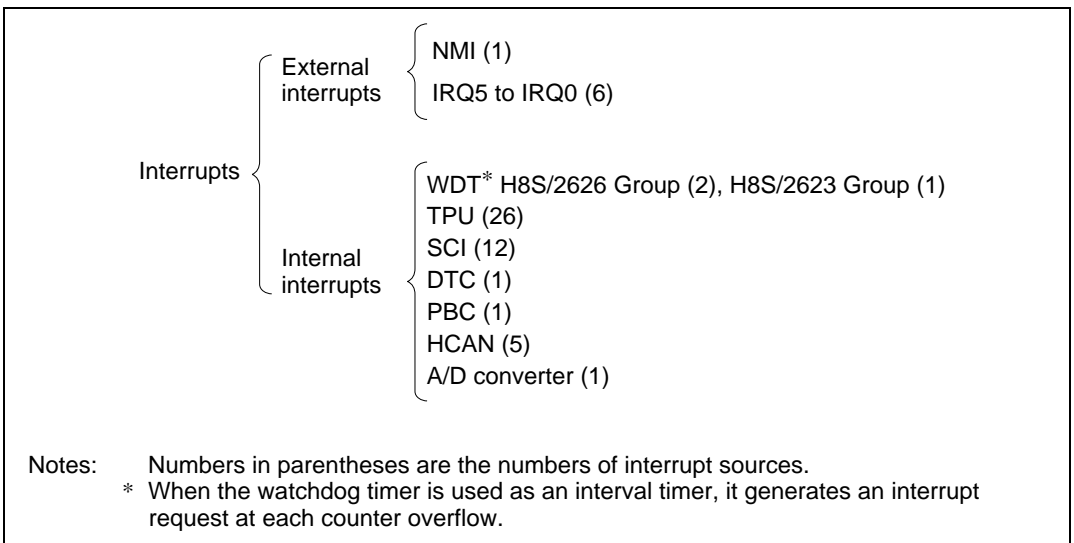 Interrupts
External
interrupts
NMI (1)
IRQ5 to IRQ0 (6)
Internal
interrupts
WDT* H8S/2626 Group (2), H8S/2623 Group (1)
TPU (26)
SCI (12)
DTC (1)
PBC (1)
HCAN (5)
A/D converter (1)
Notes: Numbers in parentheses are the numbers of interrupt sources.
* When the watchdog timer is used as an interval timer, it generates an interrupt
request at each counter overflow.